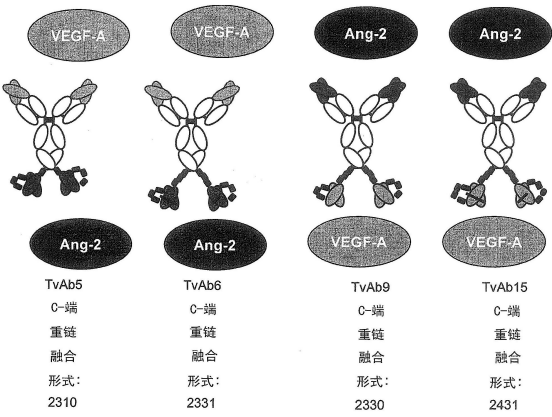 VEGF-A VEGF-A Ang-2 Ang-2
Ang-2 Ang-2 VEGF-A VEGF-A
TvAb5 TvAb6 TvAb9 TvAb15
C-端 C-端 C-端 C-端
重链 重链 重链 重链
融合 融合 融合 融合
形式: 形式: 形式: 形式:
2310 2331 2330 2431